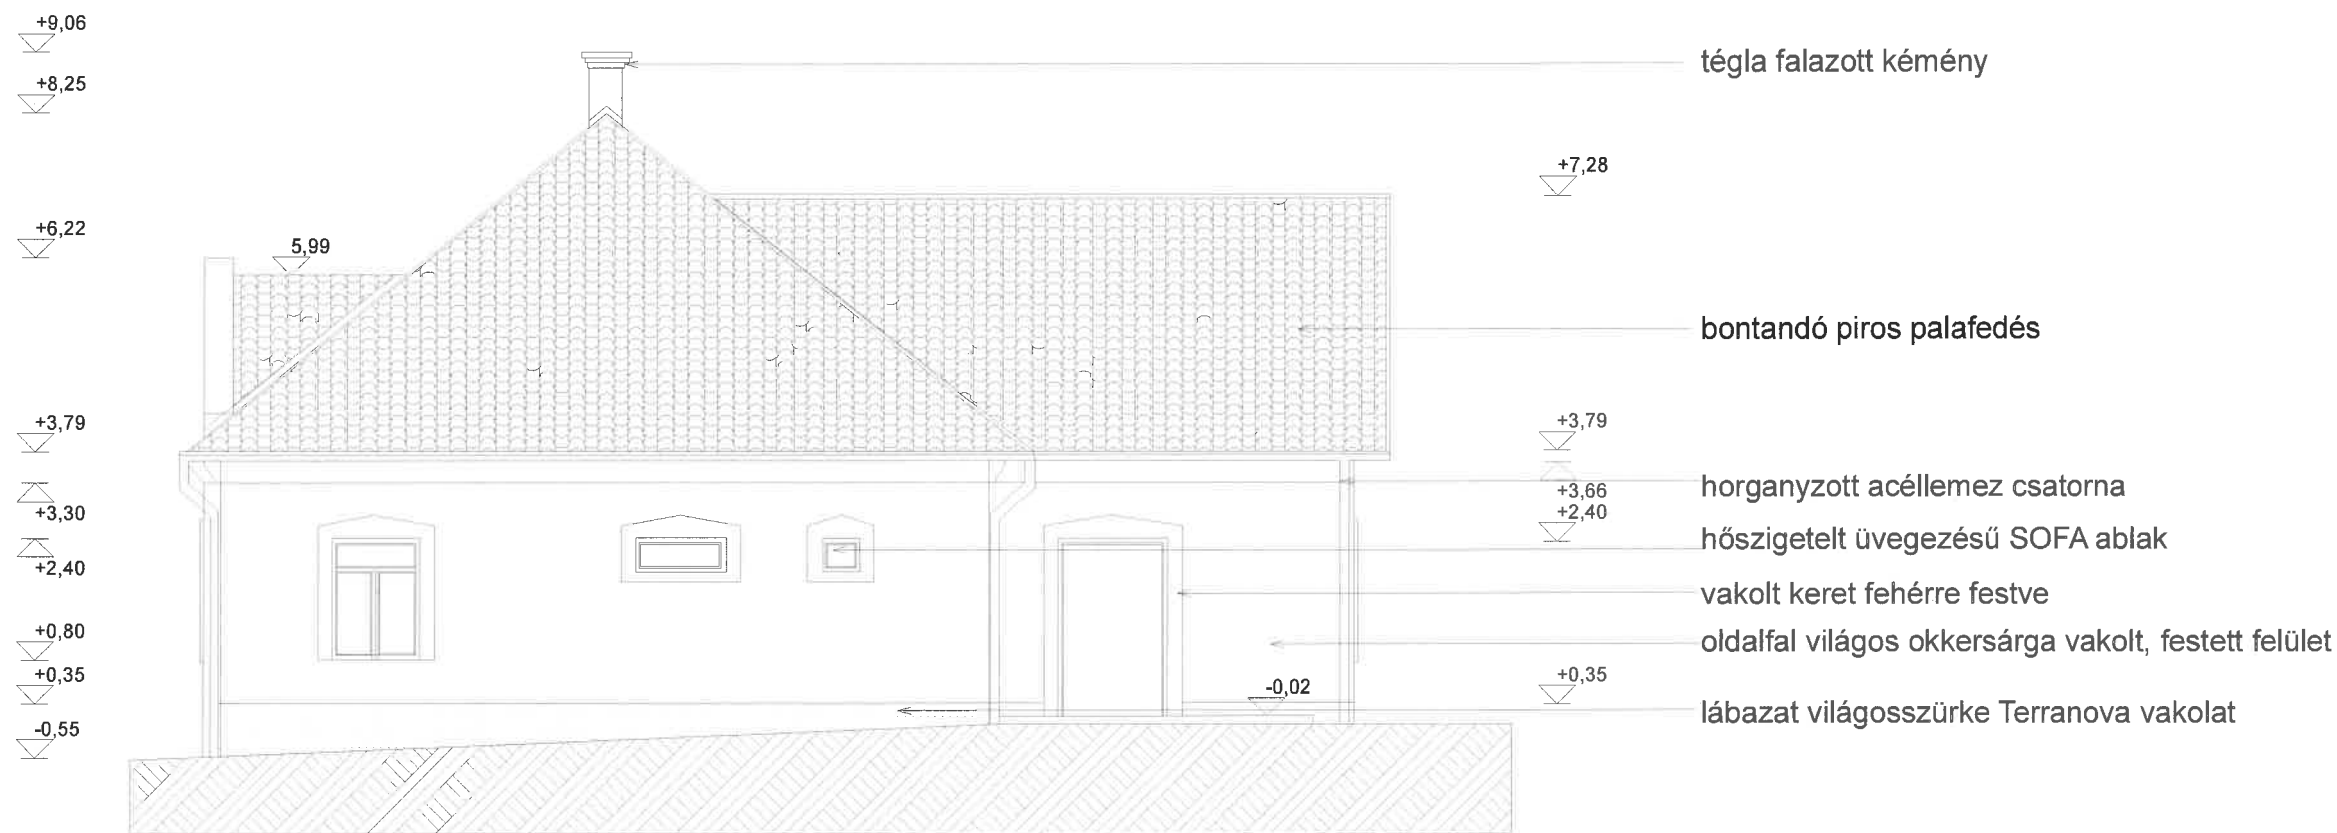 +9,06
tégla falazott kémény
+8,25
+7,28
+6,22
5,99
bontandó piros palafedés
+3,79
+3,79
horganyzott acéllemez csatorna
+3,66
+3,30
+2,40
hőszigetelt üvegezésű SOFA ablak
+2,40
vakolt keret fehérre festve
+0,80
oldalfal világos okkersárga vakolt, festett felület
+0,35
+0,35
-0,02
lábazat világosszürke Terranova vakolat
-0,55